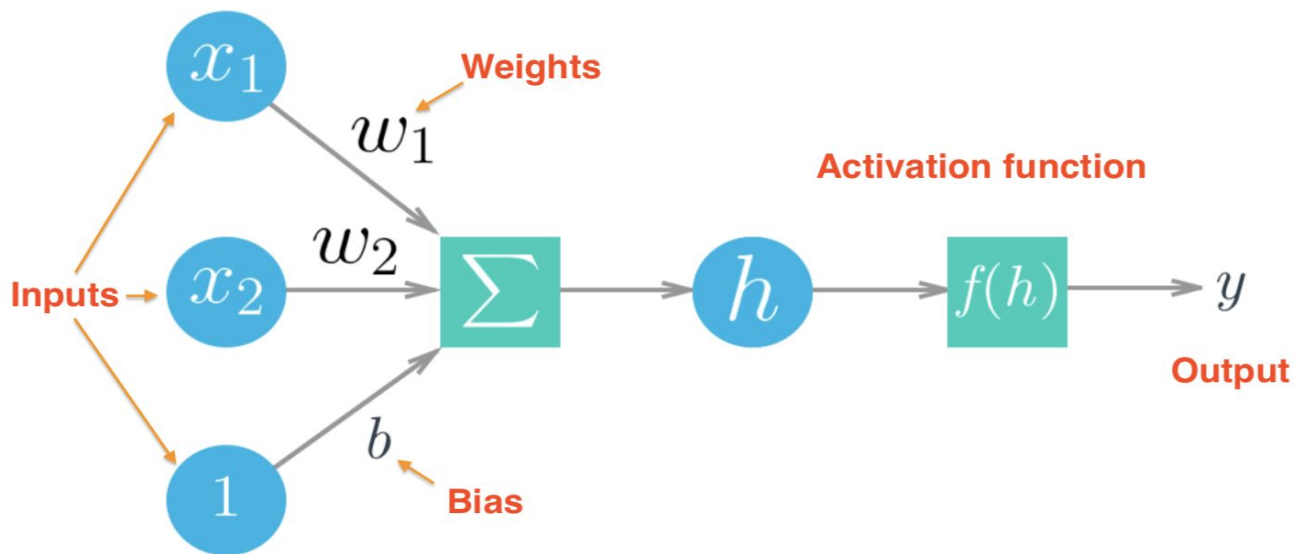 x₁
Weights
w₁
Activation function
w₂
Inputs
x₂
∑
h
f(h)
y
Output
b
1
Bias